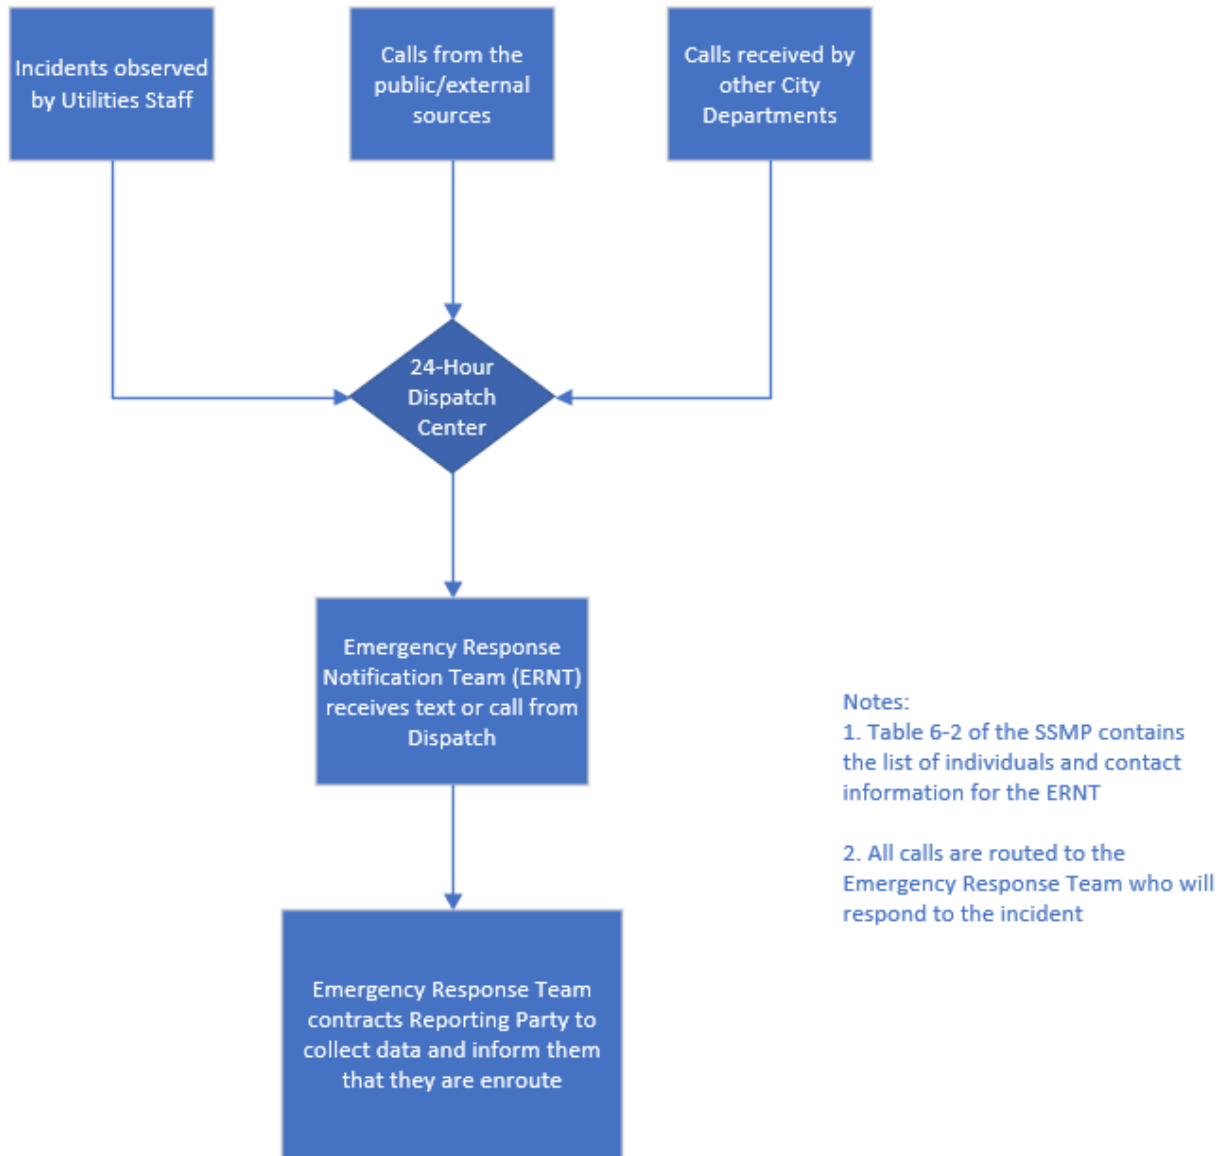 Incidents observed
by Utilities Staff
Calls from the
public/external
sources
Calls received by
other City
Departments
24-Hour
Dispatch
Center
Emergency Response
Notification Team (ERNT)
receives text or call from
Dispatch
Emergency Response Team
contracts Reporting Party to
collect data and inform them
that they are enroute
Notes:
1. Table 6-2 of the SSMP contains
the list of individuals and contact
information for the ERNT
2. All calls are routed to the
Emergency Response Team who will
respond to the incident